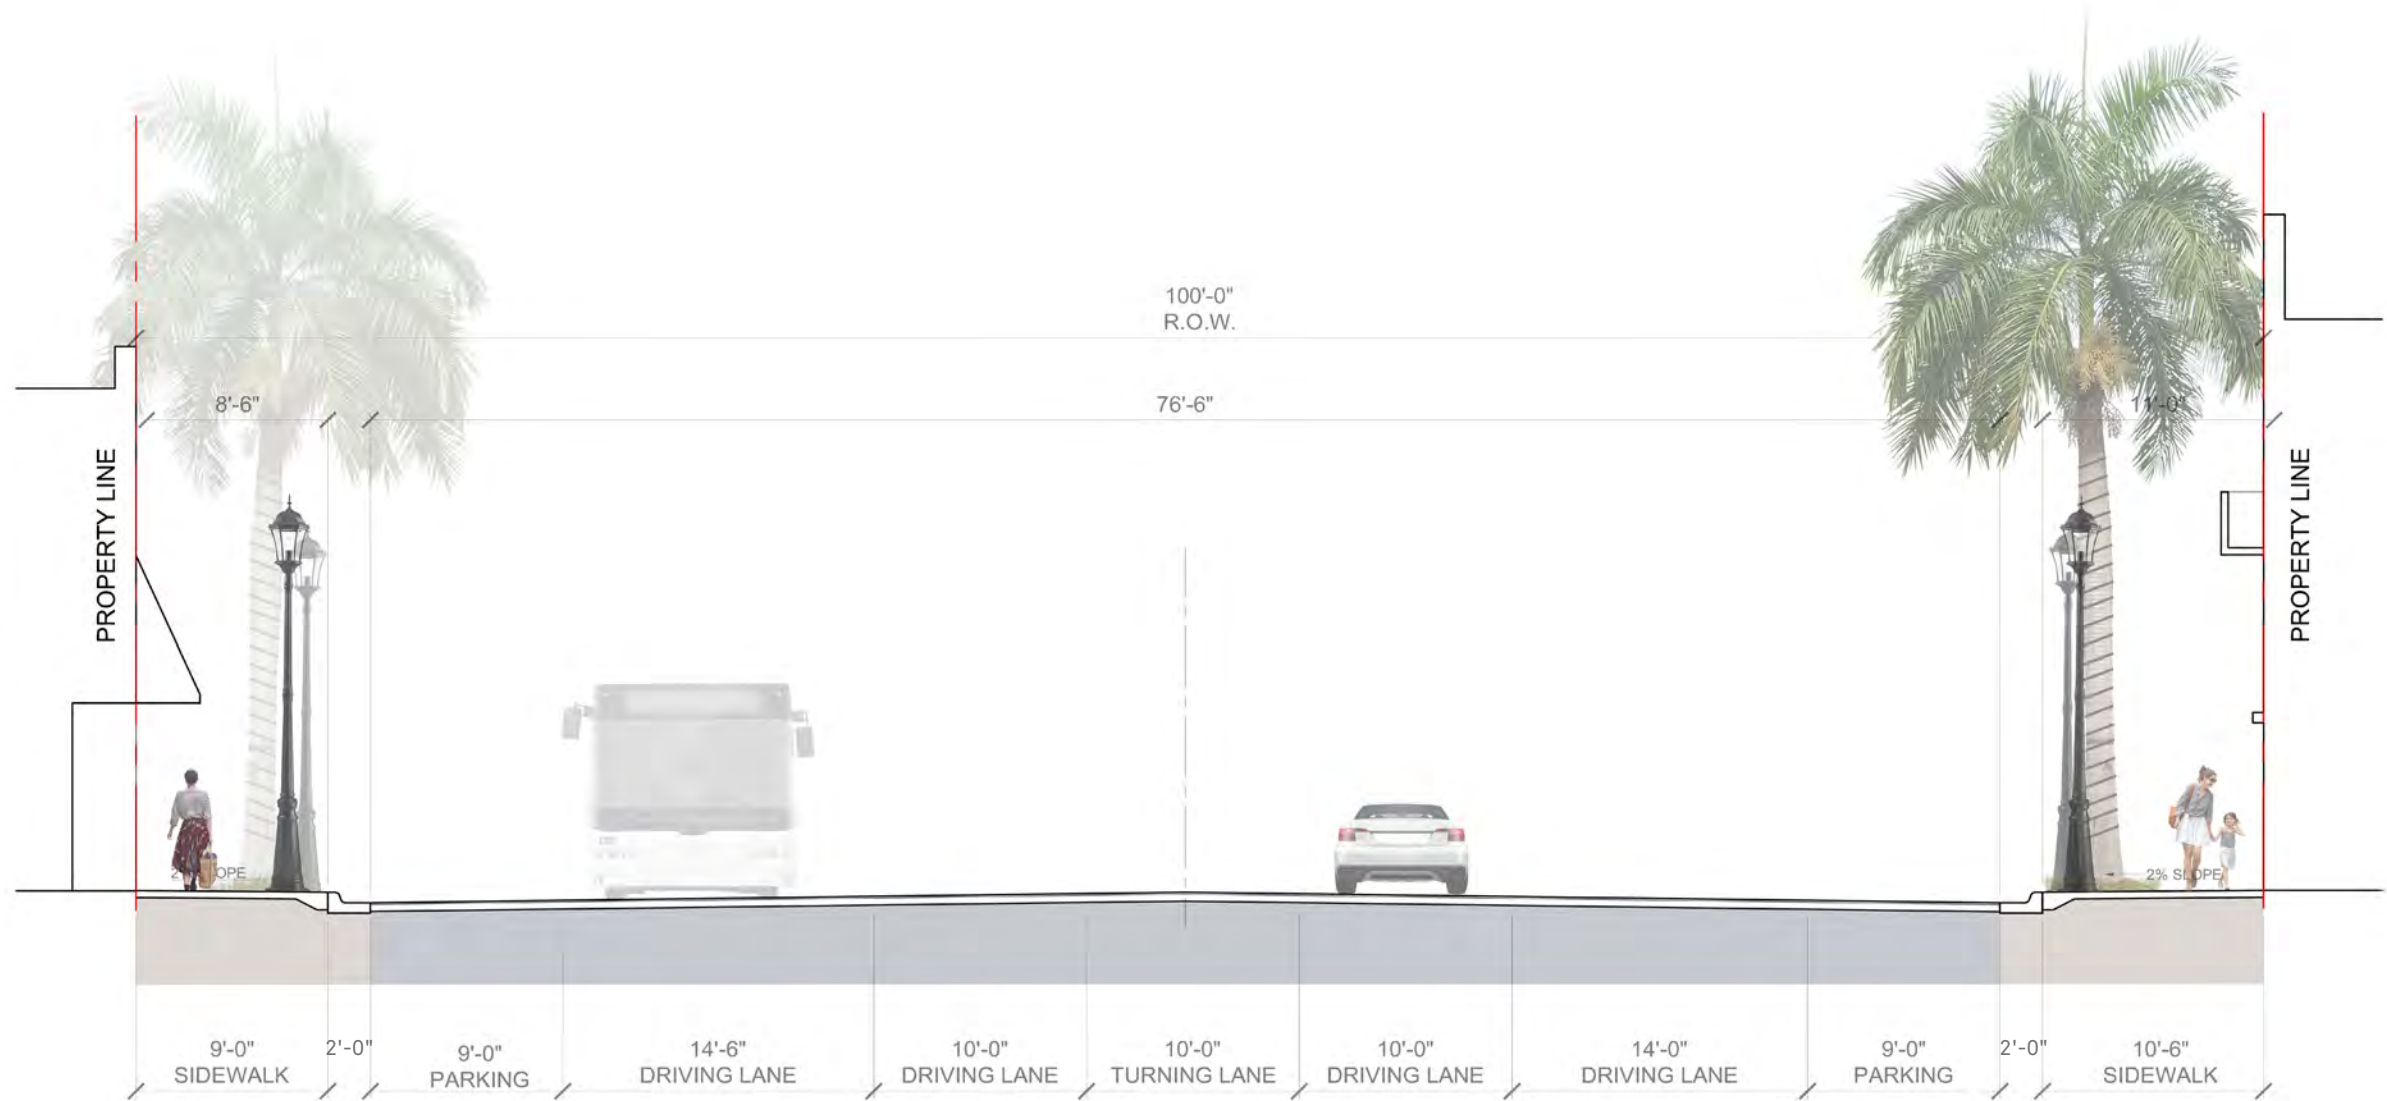 100'-0"
R.O.W.
8'-6"
76'-6"
11'-0"
PROPERTY LINE
PROPERTY LINE
2% SLOPE
9'-0"
SIDEWALK
2'-0"
9'-0"
PARKING
14'-6"
DRIVING LANE
10'-0"
DRIVING LANE
10'-0"
TURNING LANE
10'-0"
DRIVING LANE
14'-0"
DRIVING LANE
9'-0"
PARKING
2'-0"
10'-6"
SIDEWALK